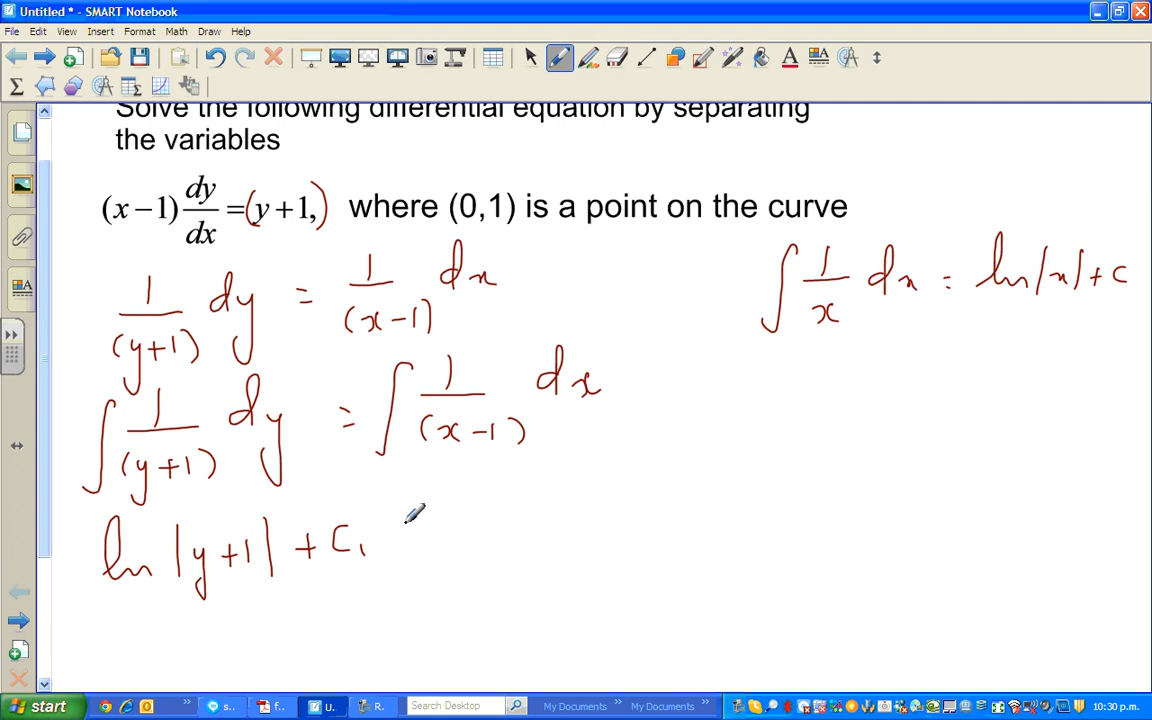 Untitled * - SMART Notebook
File Edit View Insert Format Math Draw Help
Solve the following differential equation by separating
the variables
(x − 1) dy/dx = (y + 1,) where (0,1) is a point on the curve
1/(y+1) dy = 1/(x-1) dx
∫ 1/x dx = ln|x| + c
∫ 1/(y+1) dy = ∫ 1/(x-1) dx
ln |y+1| + C₁
start
s..
f...
U.
R.
Search Desktop
My Documents
My Documents
10:30 p.m.